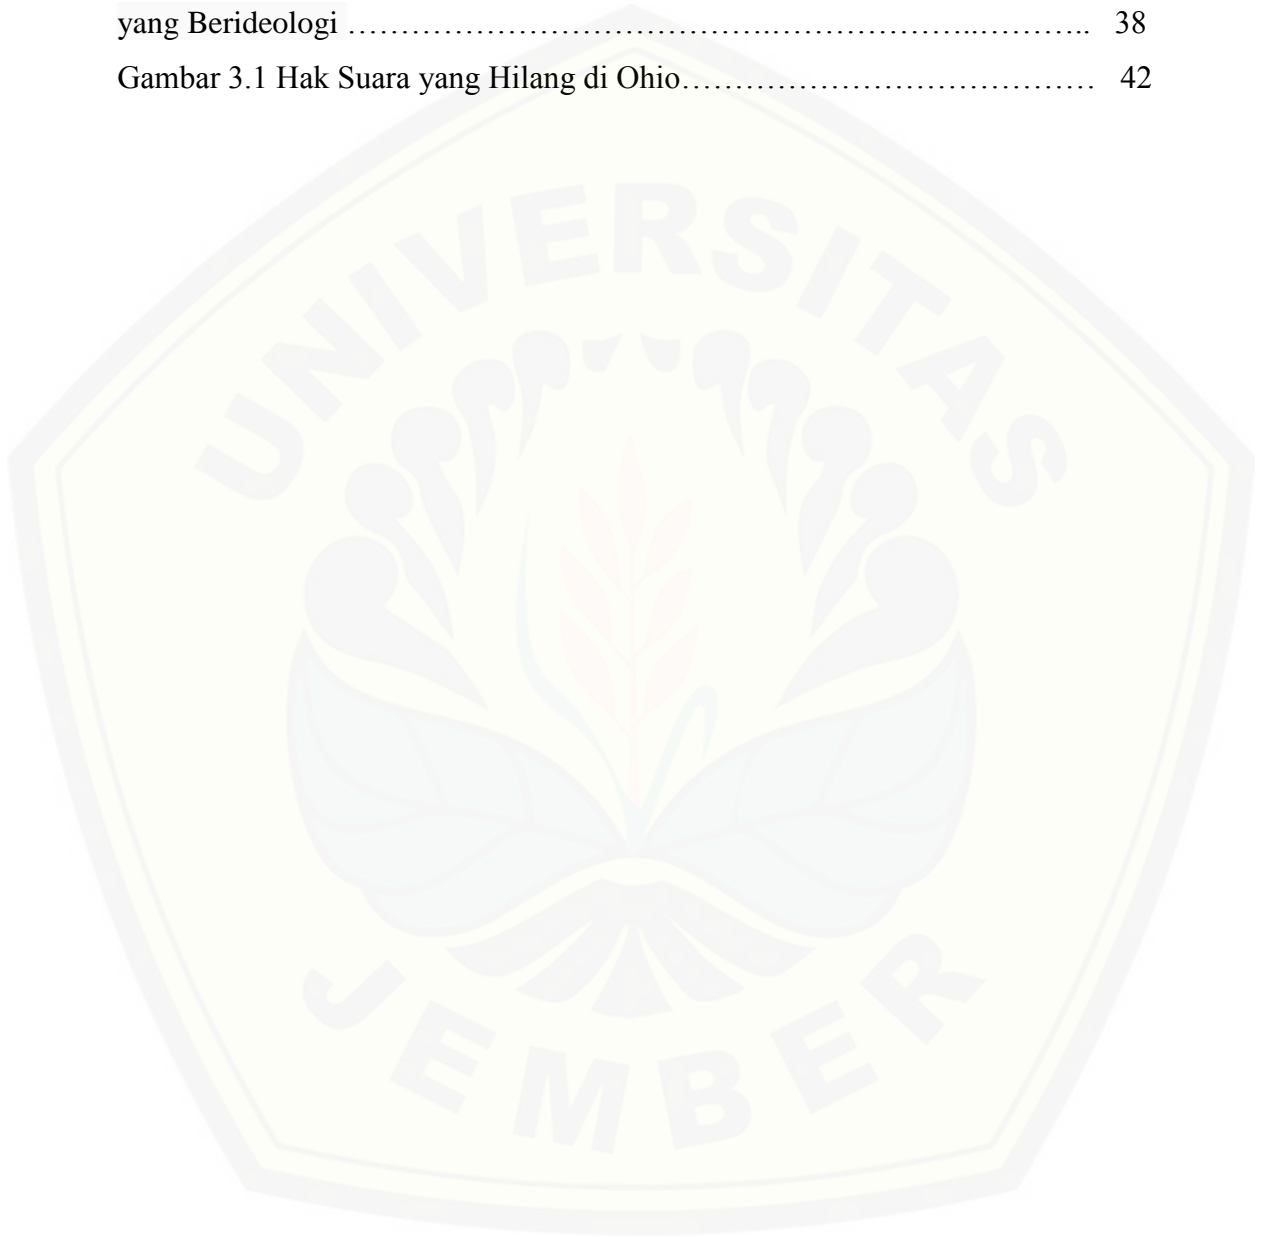 yang Berideologi ………………………………….………………..……….. 38
Gambar 3.1 Hak Suara yang Hilang di Ohio………………………………… 42
UNIVERSITAS
JEMBER